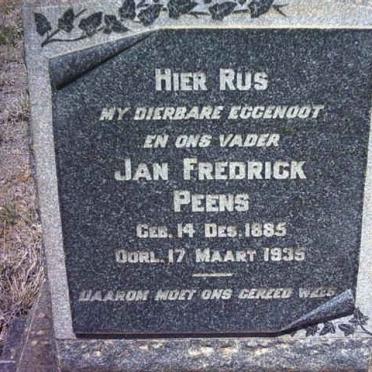 HIER RUS
MY DIERBARE EGGENOOT
EN ONS VADER
JAN FREDRICK
PEENS
GEB. 14 DES. 1885
OORL. 17 MAART 1935
DAAROM MOET ONS GEREED WEES